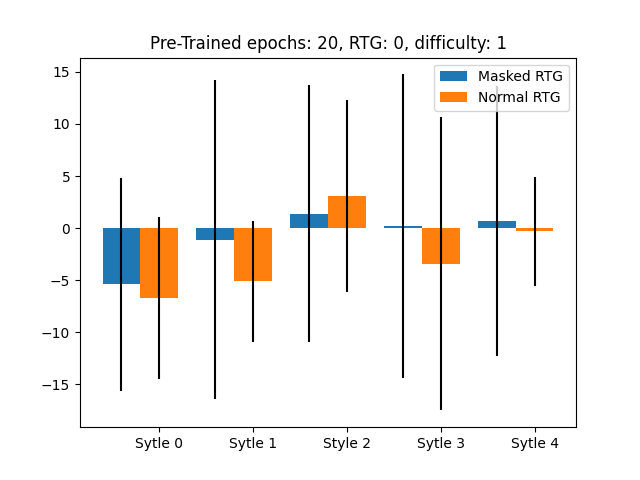 Pre-Trained epochs: 20, RTG: 0, difficulty: 1
Masked RTG
Normal RTG
15
10
5
0
−5
−10
−15
Sytle 0
Sytle 1
Style 2
Sytle 3
Sytle 4